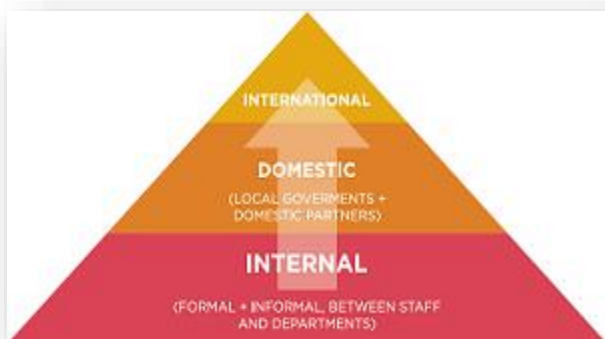 INTERNATIONAL
DOMESTIC
(LOCAL GOVERMENTS +
DOMESTIC PARTNERS)
INTERNAL
(FORMAL + INFORMAL, BETWEEN STAFF
AND DEPARTMENTS)